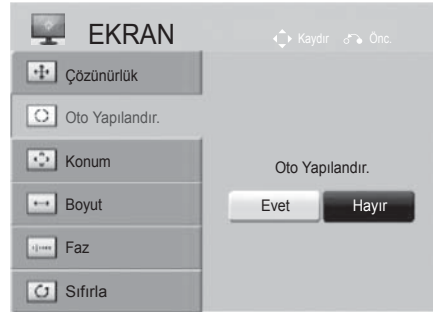 EKRAN
Kaydır Önc.
Çözünürlük
Oto Yapılandır.
Konum
Boyut
Faz
Sıfırla
Oto Yapılandır.
Evet Hayır